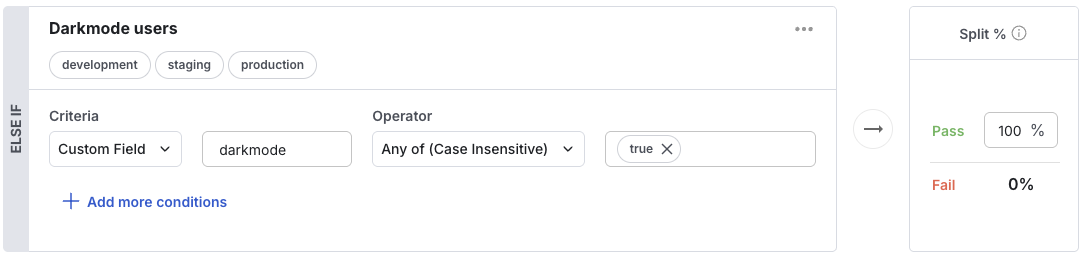 ELSE IF
Darkmode users
development staging production
Criteria Operator
Custom Field darkmode Any of (Case Insensitive) true
Add more conditions
Split %
Pass 100 %
Fail 0%